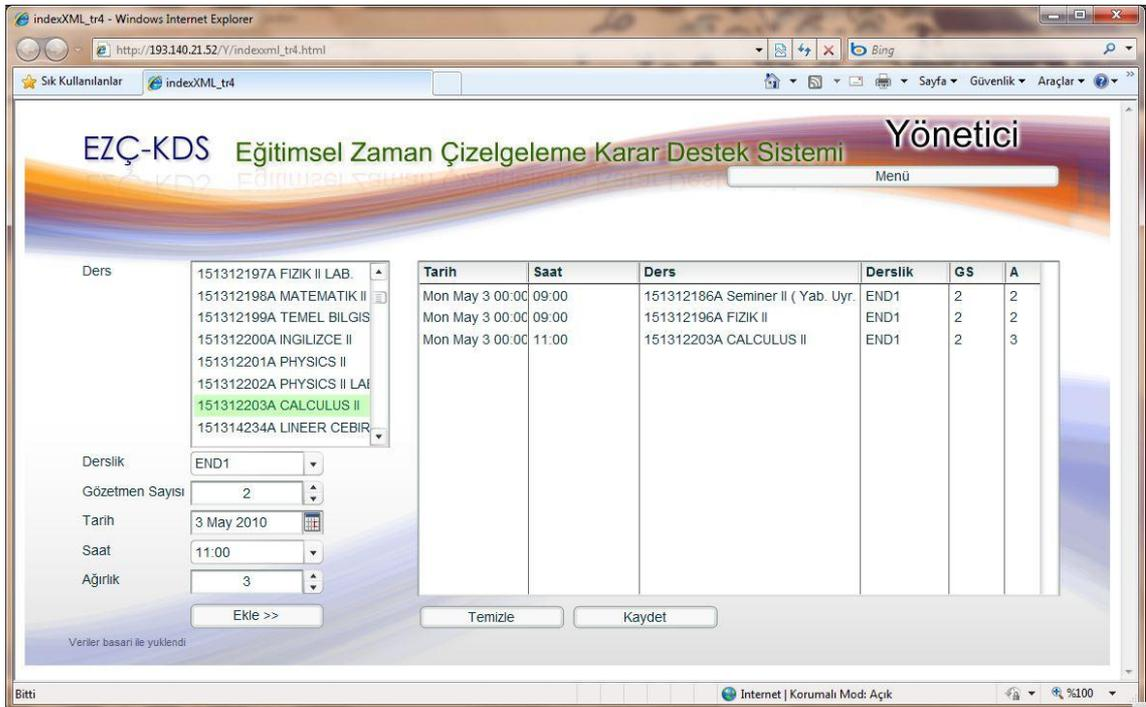 indexXML_tr4 - Windows Internet Explorer
http://193.140.21.52/Y/indexxml_tr4.html
Bing
Sık Kullanılanlar
indexXML_tr4
Sayfa Güvenlik Araçlar
EZÇ-KDS Eğitimsel Zaman Çizelgeleme Karar Destek Sistemi
Yönetici
Menü
Ders
151312197A FIZIK II LAB.
151312198A MATEMATIK II
151312199A TEMEL BILGIS
151312200A INGILIZCE II
151312201A PHYSICS II
151312202A PHYSICS II LAB
151312203A CALCULUS II
151314234A LINEER CEBIR
Derslik END1
Gözetmen Sayısı 2
Tarih 3 May 2010
Saat 11:00
Ağırlık 3
Ekle >>
Veriler basari ile yuklendi
Tarih Saat Ders Derslik GS A
Mon May 3 00:00 09:00 151312186A Seminer II ( Yab. Uyr. END1 2 2
Mon May 3 00:00 09:00 151312196A FIZIK II END1 2 2
Mon May 3 00:00 11:00 151312203A CALCULUS II END1 2 3
Temizle Kaydet
Bitti
Internet | Korumalı Mod: Açık
%100